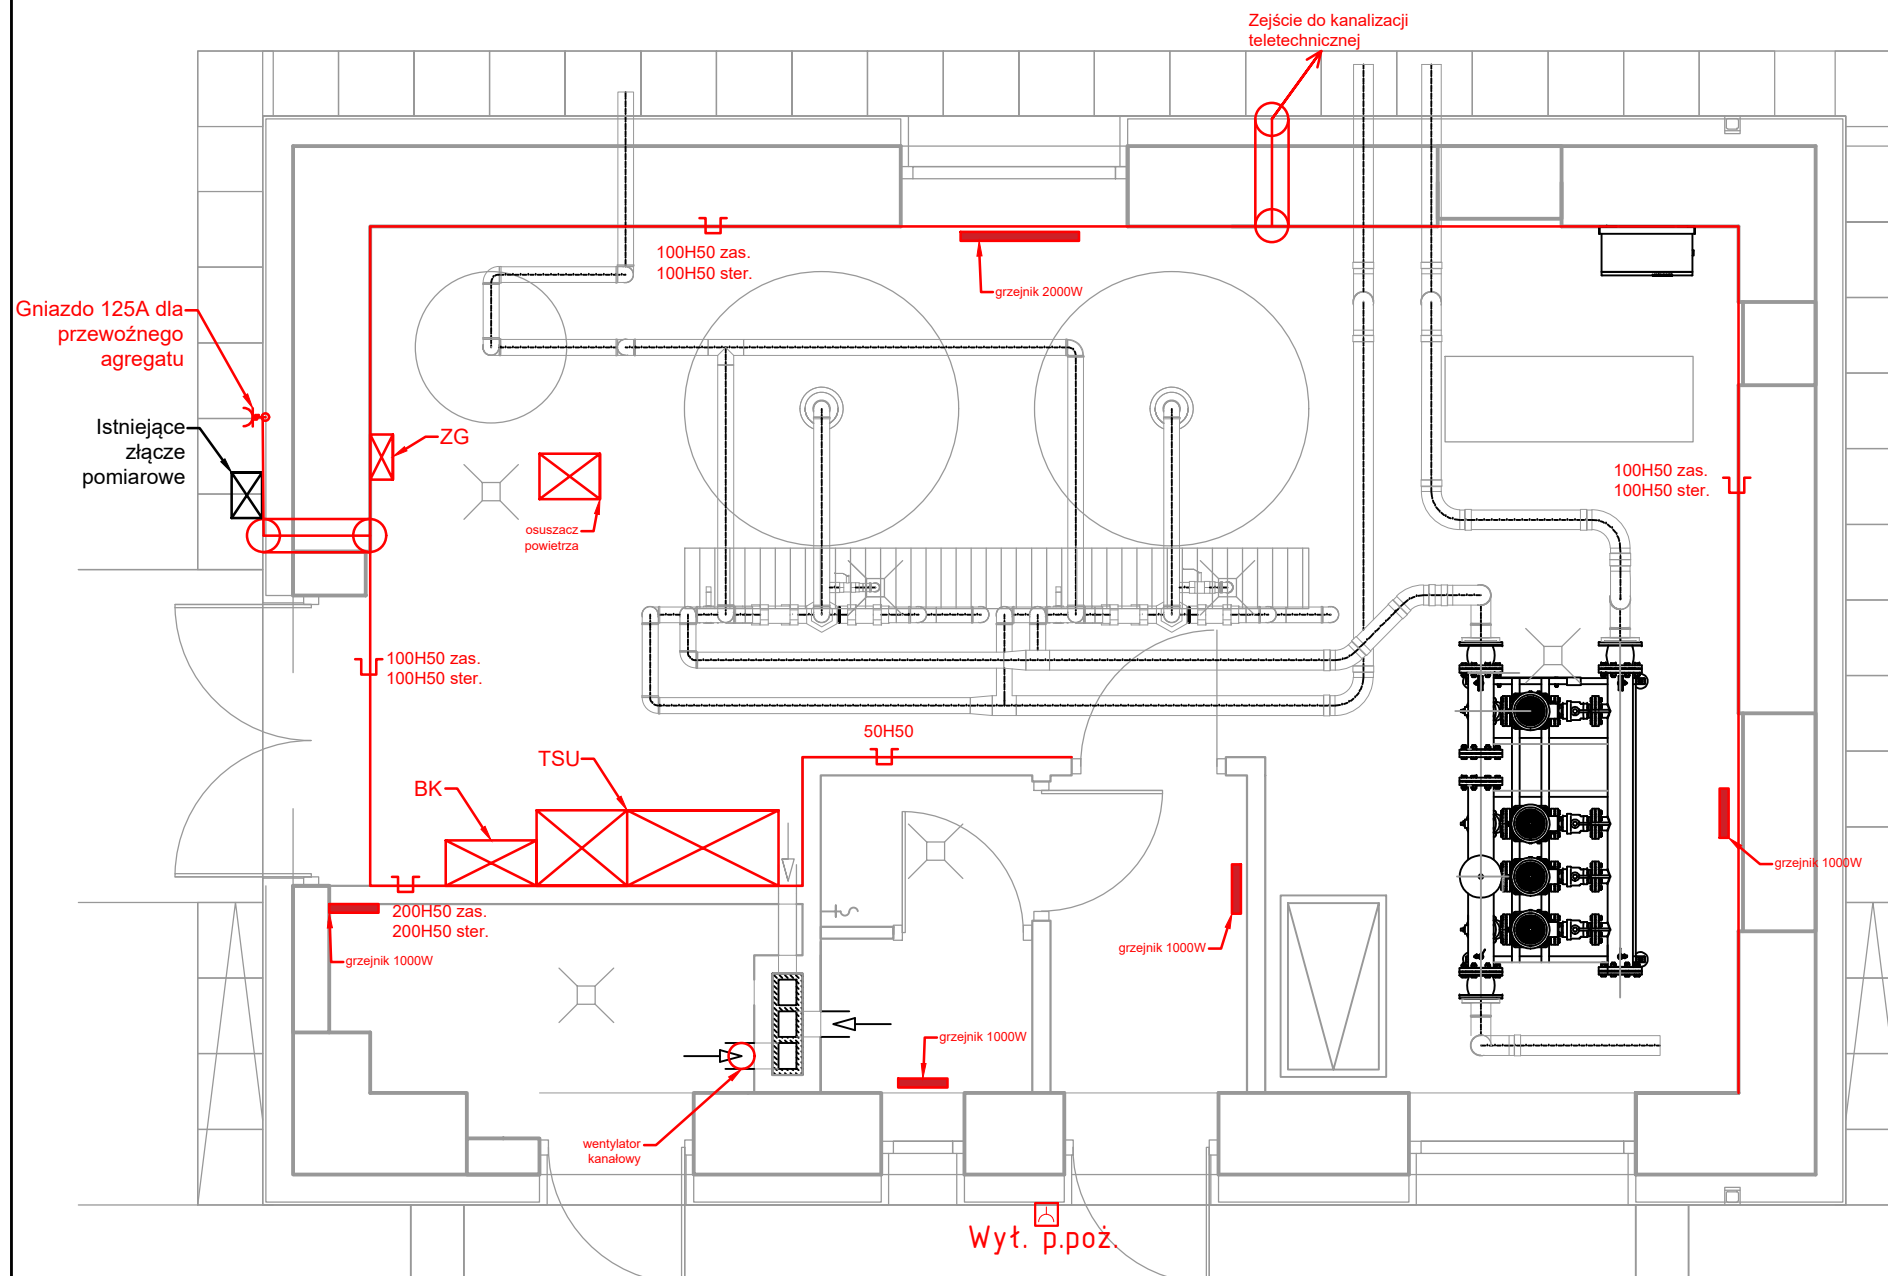 Zejście do kanalizacji
teletechnicznej
100H50 zas.
100H50 ster.
grzejnik 2000W
Gniazdo 125A dla
przewoźnego
agregatu
Istniejące
złącze
pomiarowe
ZG
osuszacz
powietrza
100H50 zas.
100H50 ster.
100H50 zas.
100H50 ster.
50H50
TSU
BK
grzejnik 1000W
200H50 zas.
200H50 ster.
grzejnik 1000W
grzejnik 1000W
grzejnik 1000W
wentylator
kanałowy
Wył. p.poż.